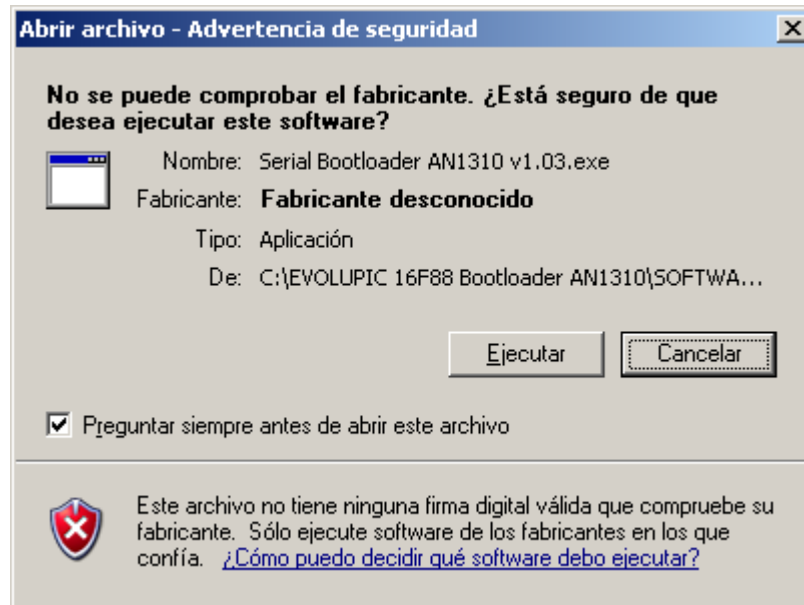 Abrir archivo - Advertencia de seguridad
No se puede comprobar el fabricante. ¿Está seguro de que
desea ejecutar este software?
Nombre: Serial Bootloader AN1310 v1.03.exe
Fabricante: Fabricante desconocido
Tipo: Aplicación
De: C:\EVOLUPIC 16F88 Bootloader AN1310\SOFTWA...
Ejecutar Cancelar
Preguntar siempre antes de abrir este archivo
Este archivo no tiene ninguna firma digital válida que compruebe su
fabricante. Sólo ejecute software de los fabricantes en los que
confía. ¿Cómo puedo decidir qué software debo ejecutar?